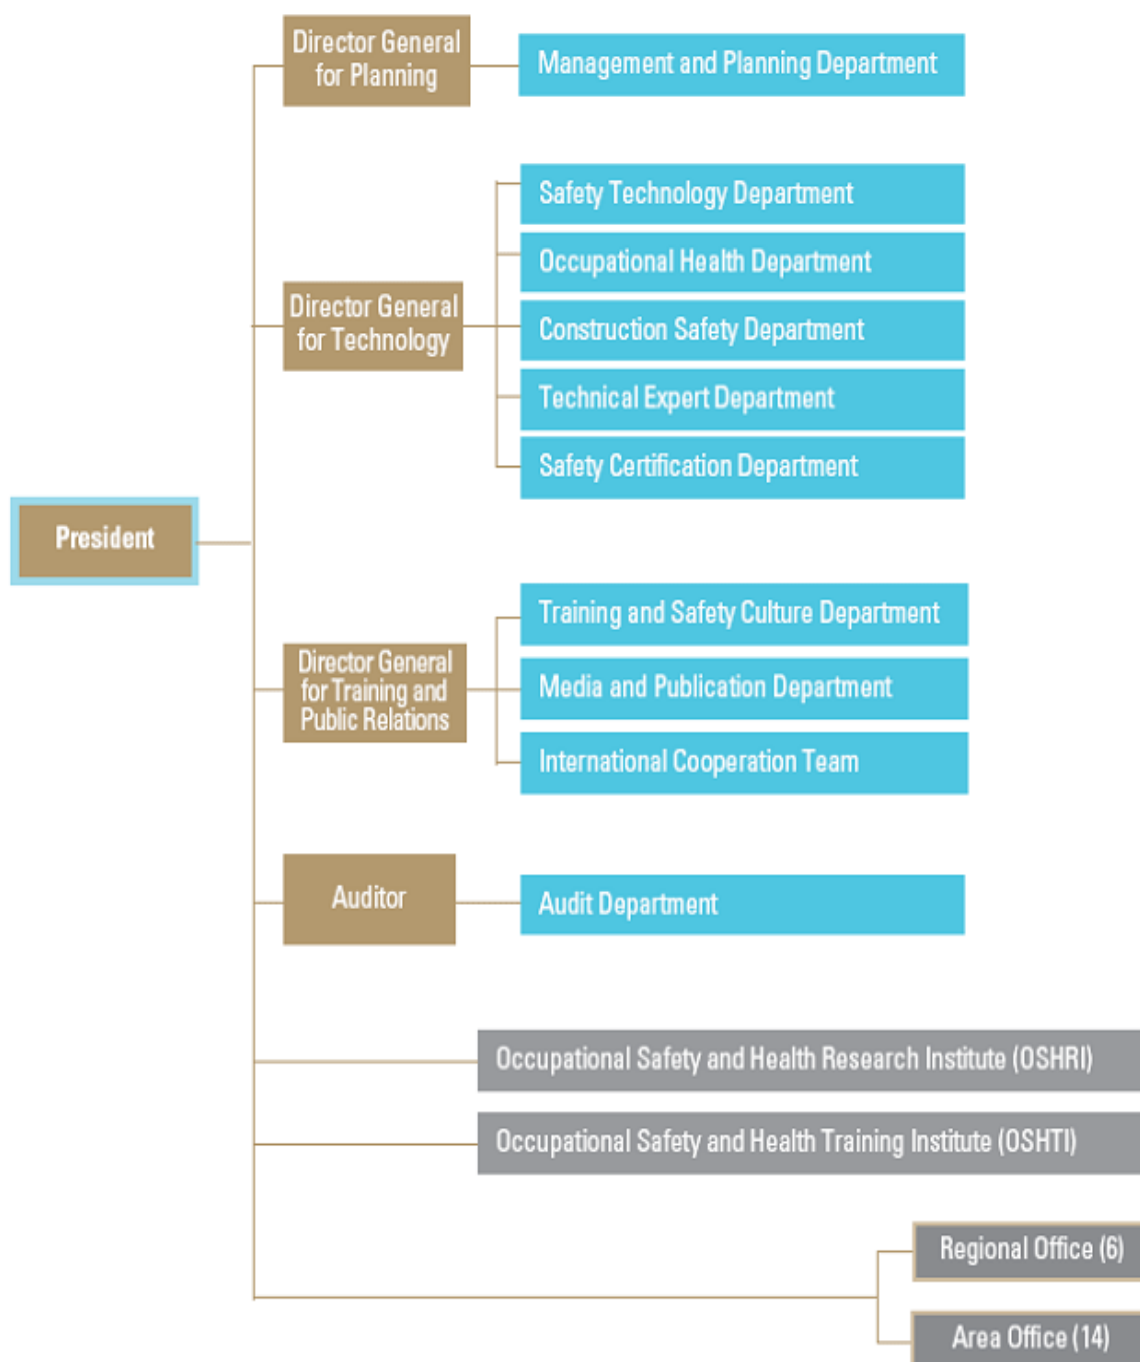 Director General
for Planning
Management and Planning Department
Safety Technology Department
Occupational Health Department
Director General
for Technology
Construction Safety Department
Technical Expert Department
Safety Certification Department
President
Training and Safety Culture Department
Director General
for Training and
Public Relations
Media and Publication Department
International Cooperation Team
Auditor
Audit Department
Occupational Safety and Health Research Institute (OSHRI)
Occupational Safety and Health Training Institute (OSHTI)
Regional Office (6)
Area Office (14)